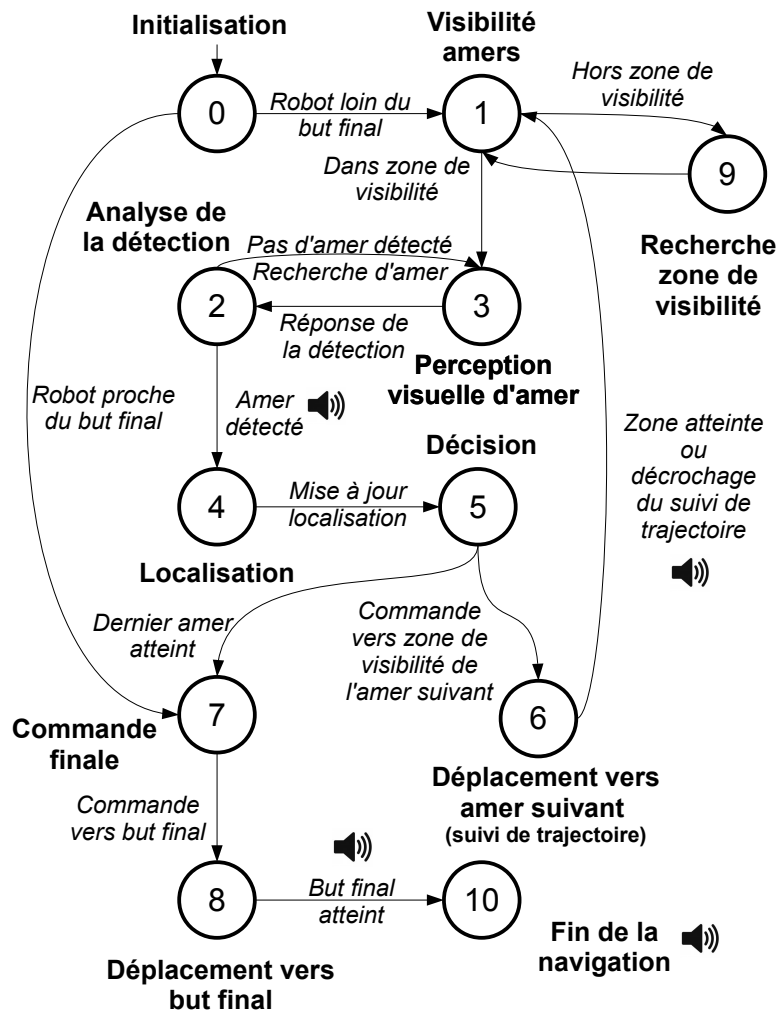 Initialisation
Visibilité
amers
Hors zone de
visibilité
0
Robot loin du
but final
1
9
Dans zone de
visibilité
Analyse de
la détection
Pas d'amer détecté
Recherche d'amer
Recherche
zone de
visibilité
2
3
Réponse de
la détection
Perception
visuelle d'amer
Robot proche
du but final
Amer
détecté
Zone atteinte
ou
décrochage
du suivi de
trajectoire
Décision
4
Mise à jour
localisation
5
Localisation
Dernier amer
atteint
Commande
vers zone de
visibilité de
l'amer suivant
7
6
Commande
finale
Déplacement vers
amer suivant
(suivi de trajectoire)
Commande
vers but final
8
But final
atteint
10
Déplacement vers
but final
Fin de la
navigation